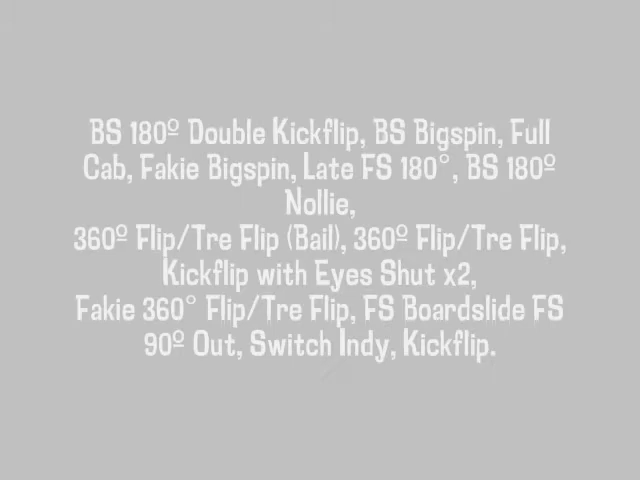 BS 180º Double Kickflip, BS Bigspin, Full
Cab, Fakie Bigspin, Late FS 180°, BS 180º
Nollie,
360º Flip/Tre Flip (Bail), 360º Flip/Tre Flip,
Kickflip with Eyes Shut x2,
Fakie 360° Flip/Tre Flip, FS Boardslide FS
90º Out, Switch Indy, Kickflip.